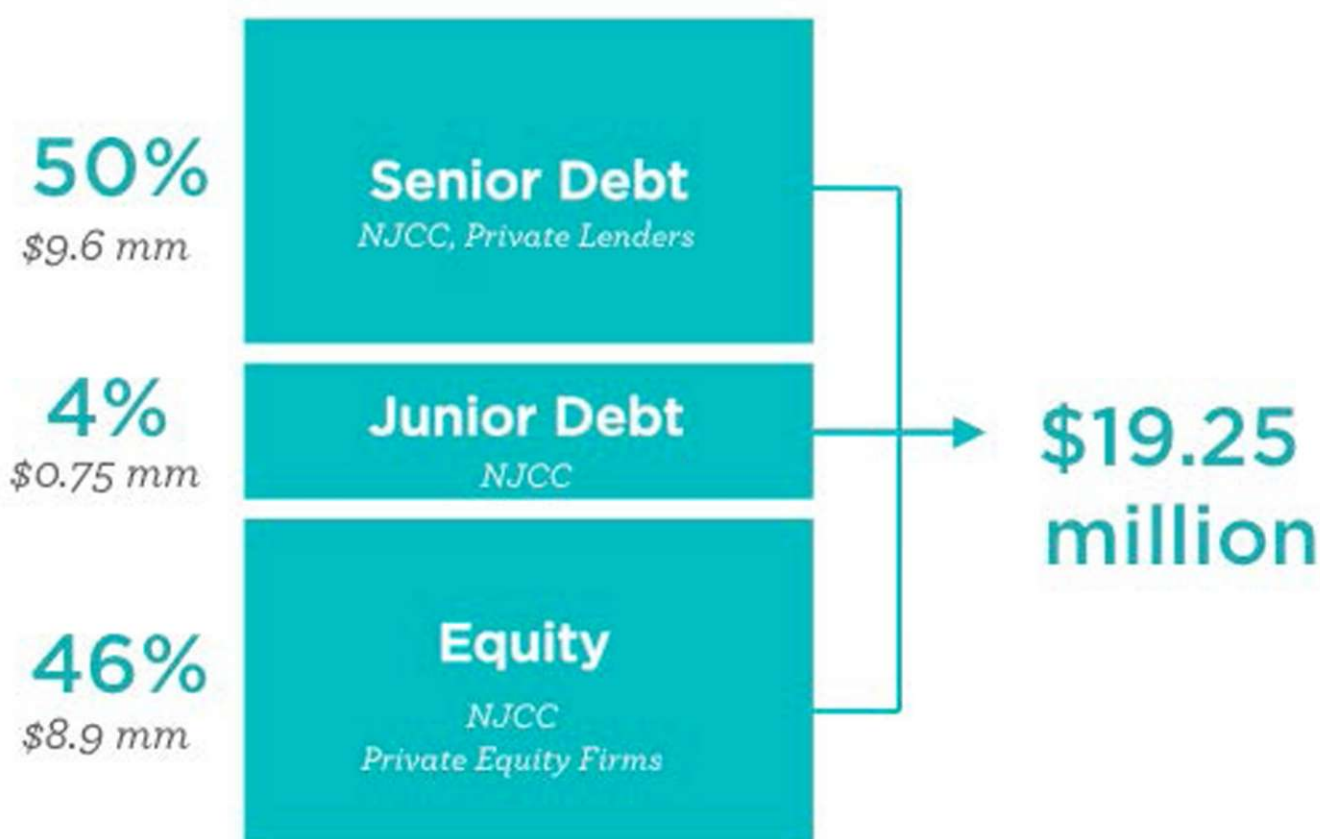 50%
$9.6 mm
Senior Debt
NJCC, Private Lenders
4%
$0.75 mm
Junior Debt
NJCC
46%
$8.9 mm
Equity
NJCC
Private Equity Firms
$19.25
million